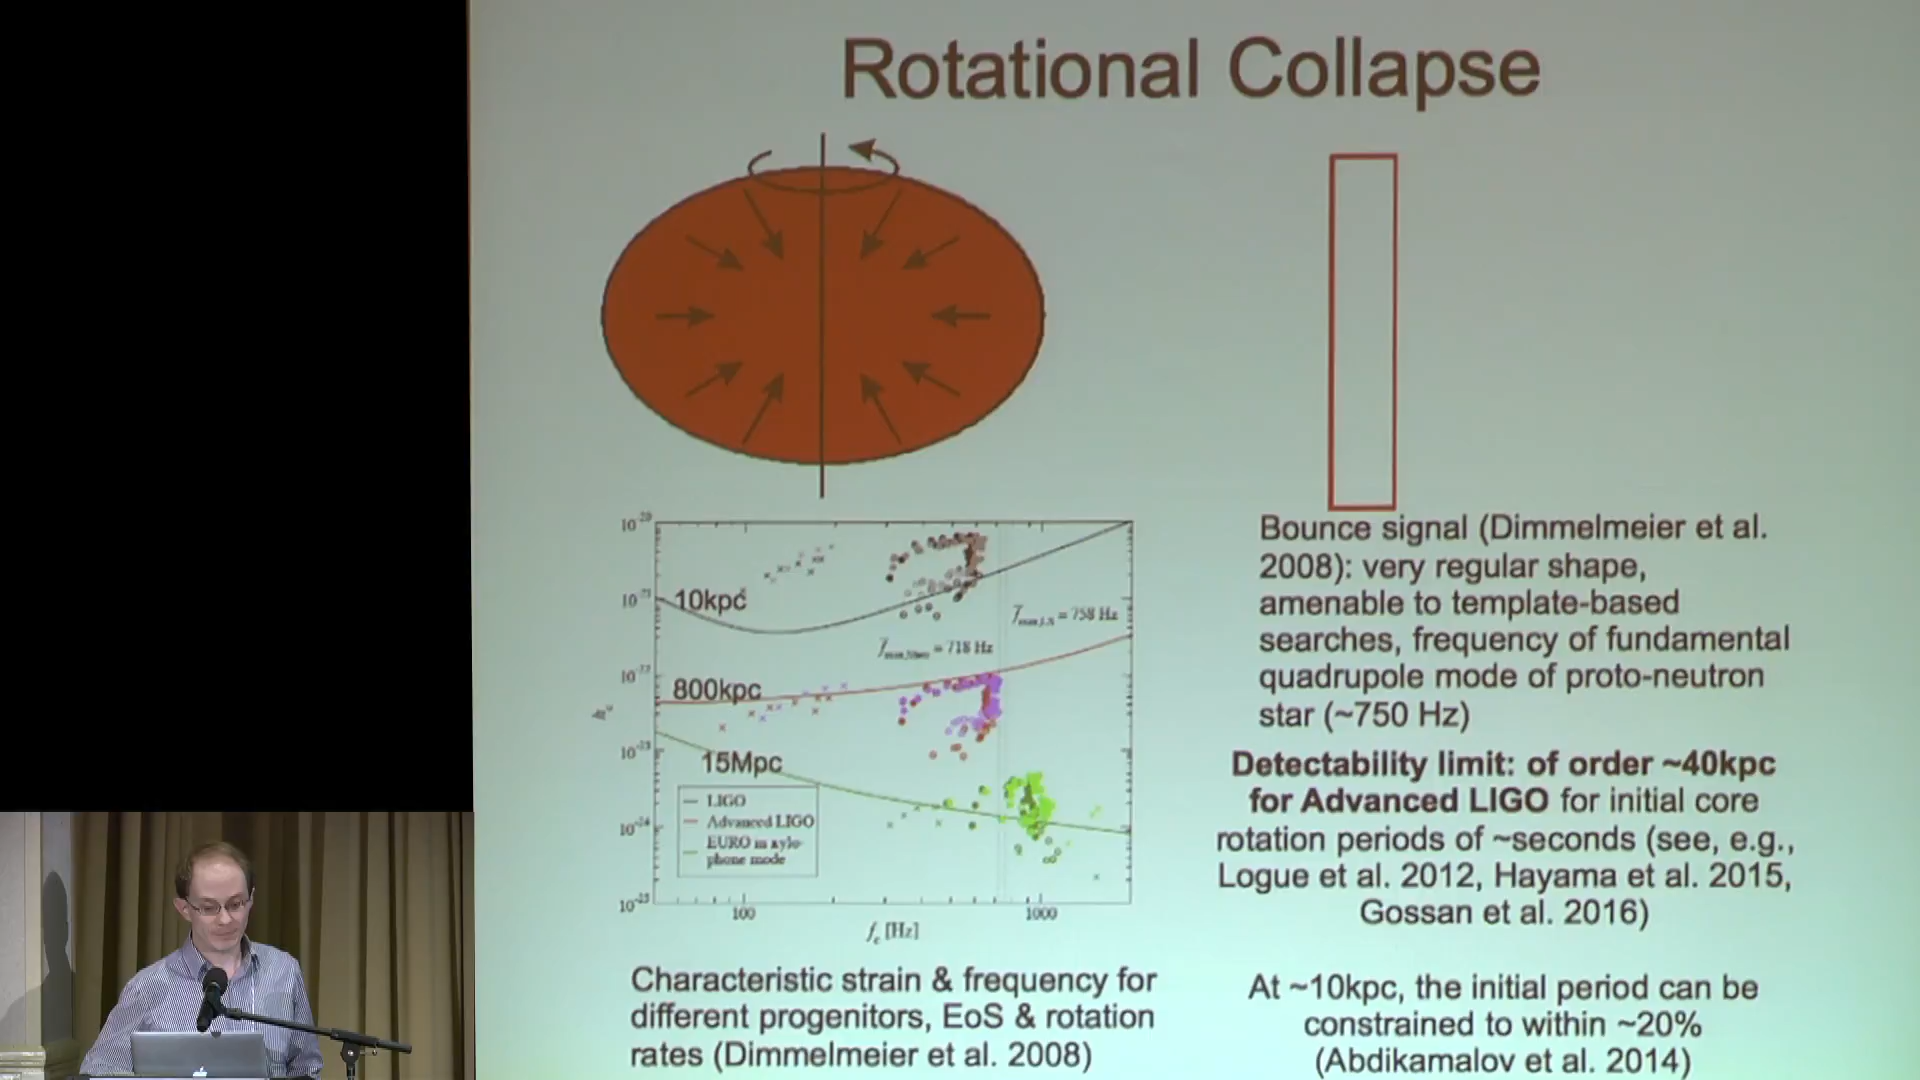 Rotational Collapse
10kpc
800kpc
15Mpc
= 758 Hz
= 718 Hz
LIGO
Advanced LIGO
EURO in xylo-
phone mode
100
1000
f_c [Hz]
Bounce signal (Dimmelmeier et al.
2008): very regular shape,
amenable to template-based
searches, frequency of fundamental
quadrupole mode of proto-neutron
star (~750 Hz)
Detectability limit: of order ~40kpc
for Advanced LIGO for initial core
rotation periods of ~seconds (see, e.g.,
Logue et al. 2012, Hayama et al. 2015,
Gossan et al. 2016)
Characteristic strain & frequency for
different progenitors, EoS & rotation
rates (Dimmelmeier et al. 2008)
At ~10kpc, the initial period can be
constrained to within ~20%
(Abdikamalov et al. 2014)